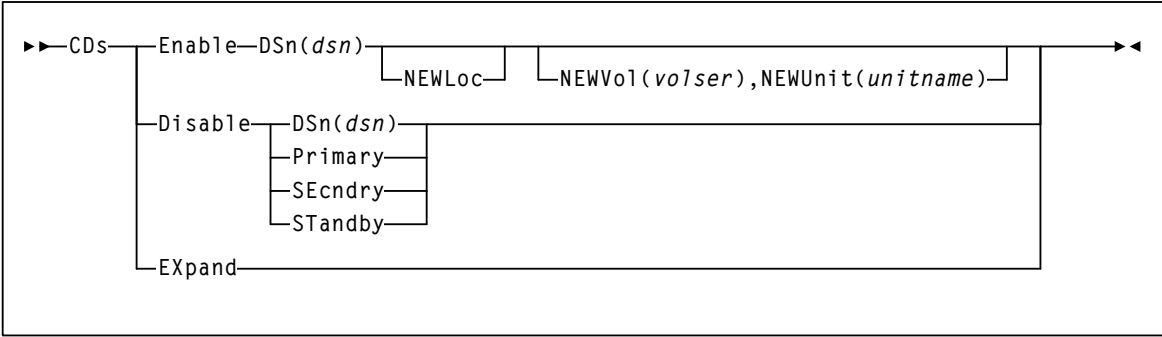 CDs Enable DSn(dsn)
NEWLoc NEWVol(volser),NEWUnit(unitname)
Disable DSn(dsn)
Primary
SEcndry
STandby
EXpand